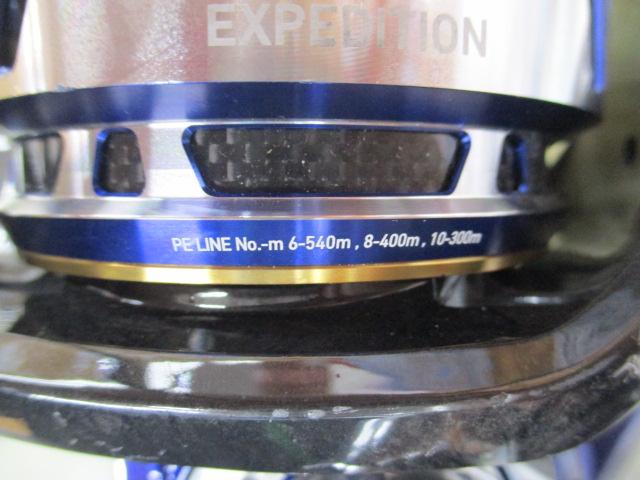 EXPEDITION
PE LINE No.-m 6-540m , 8-400m , 10-300m